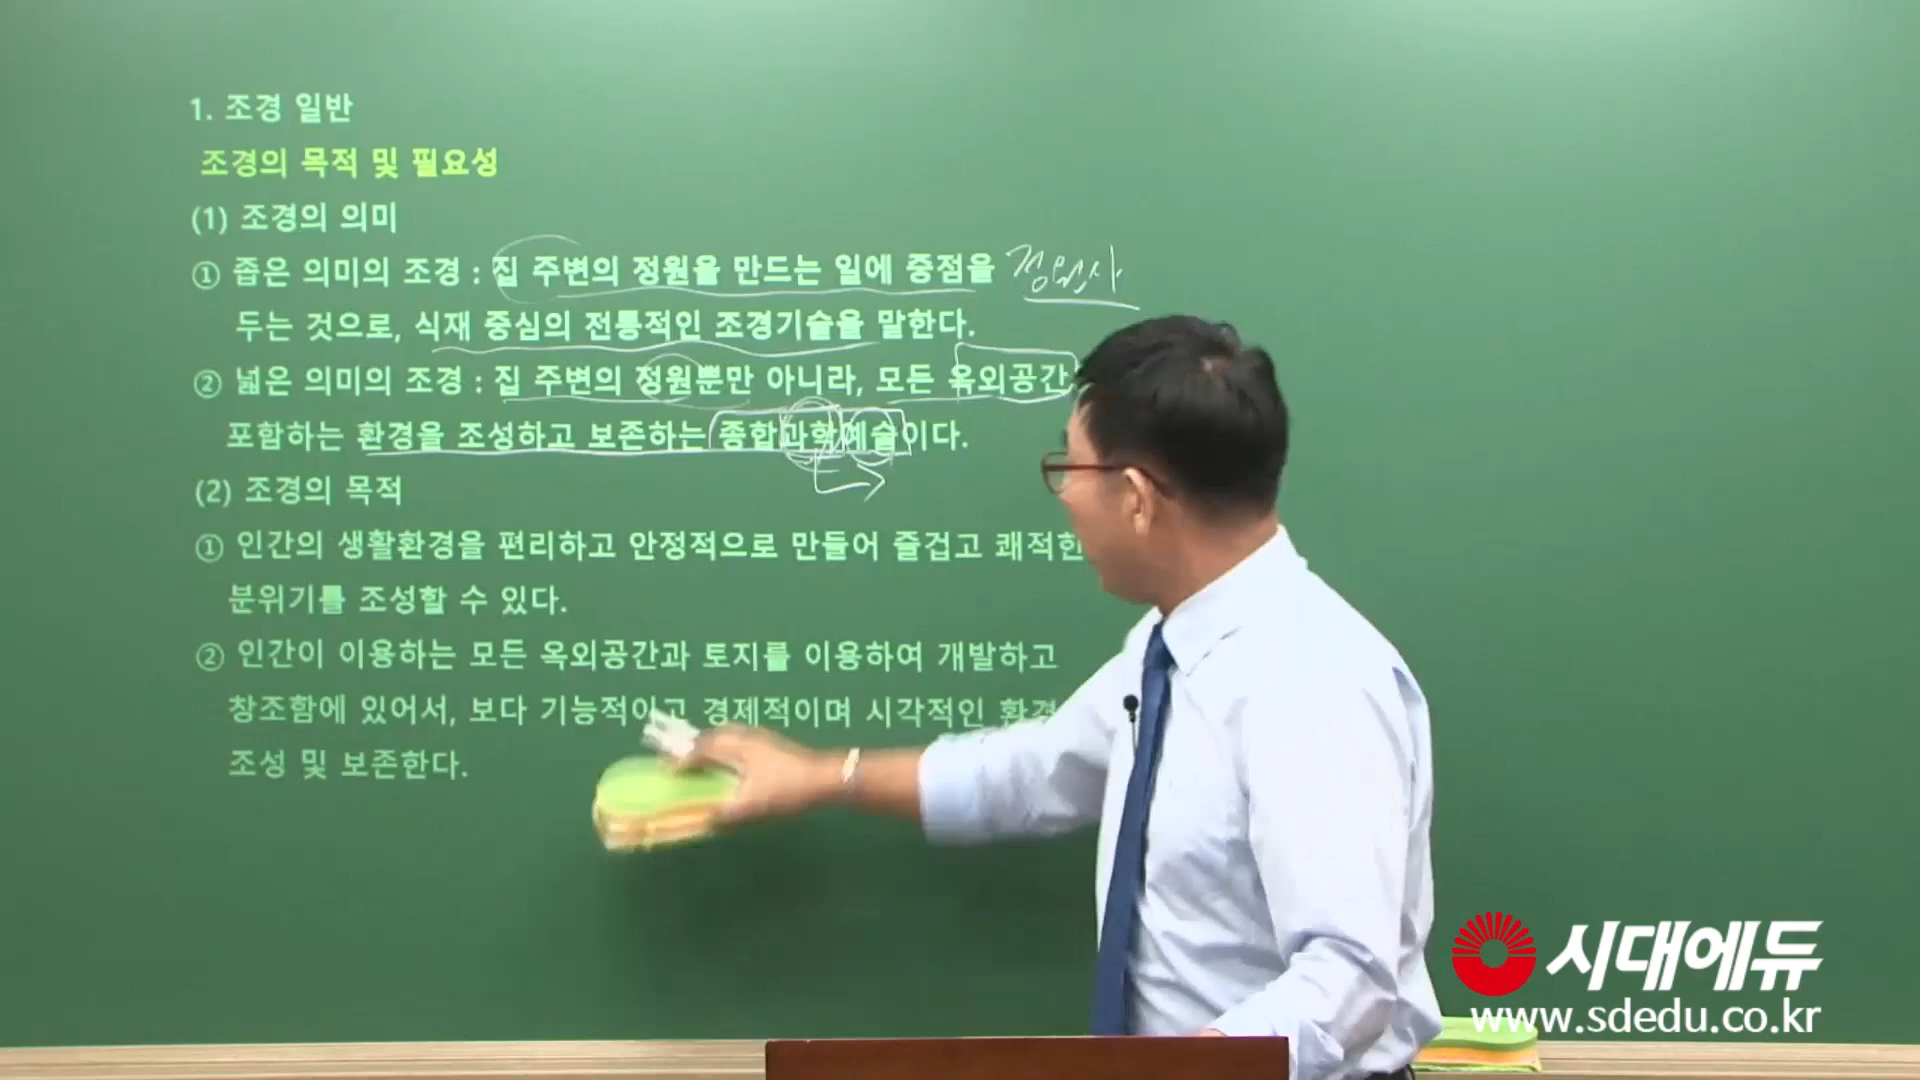 1. 조경 일반
조경의 목적 및 필요성
(1) 조경의 의미
① 좁은 의미의 조경 : 집 주변의 정원을 만드는 일에 중점을 정원사
두는 것으로, 식재 중심의 전통적인 조경기술을 말한다.
② 넓은 의미의 조경 : 집 주변의 정원뿐만 아니라, 모든 옥외공간
포함하는 환경을 조성하고 보존하는 종합과학예술이다.
(2) 조경의 목적
① 인간의 생활환경을 편리하고 안정적으로 만들어 즐겁고 쾌적한
분위기를 조성할 수 있다.
② 인간이 이용하는 모든 옥외공간과 토지를 이용하여 개발하고
창조함에 있어서, 보다 기능적이고 경제적이며 시각적인 환경
조성 및 보존한다.
시대에듀
www.sdedu.co.kr